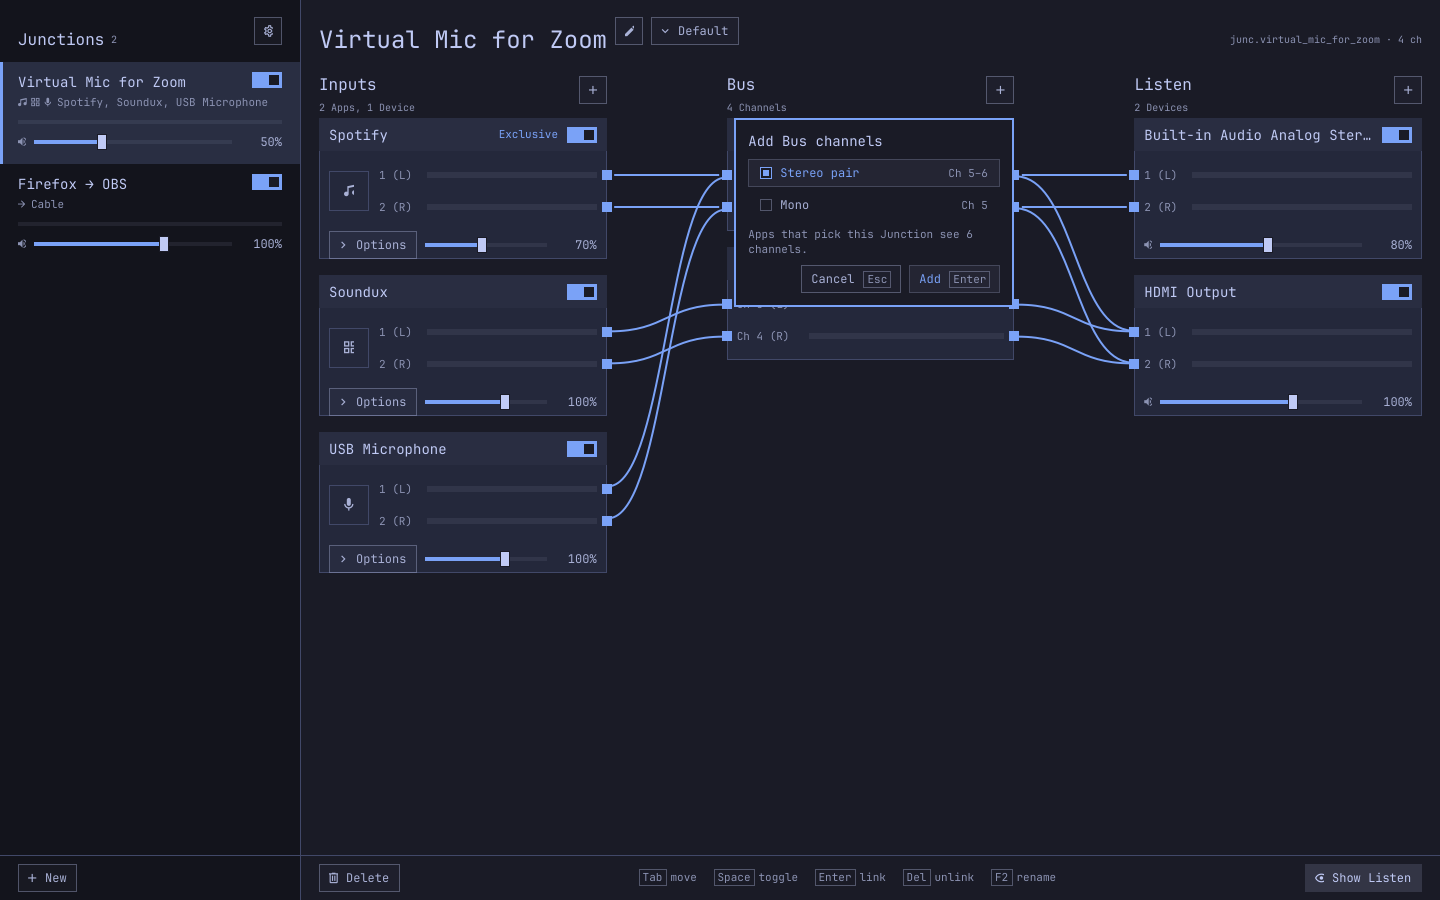 Junctions 2
Virtual Mic for Zoom
Spotify, Soundux, USB Microphone
50%
Firefox → OBS
→ Cable
100%
+ New
Virtual Mic for Zoom
Default
junc.virtual_mic_for_zoom · 4 ch
Inputs
2 Apps, 1 Device
Spotify
Exclusive
1 (L)
2 (R)
Options
70%
Soundux
1 (L)
2 (R)
Options
100%
USB Microphone
1 (L)
2 (R)
Options
100%
Bus
4 Channels
Add Bus channels
Stereo pair
Ch 5–6
Mono
Ch 5
Apps that pick this Junction see 6
channels.
Cancel Esc
Add Enter
Ch 4 (R)
Listen
2 Devices
Built-in Audio Analog Ster…
1 (L)
2 (R)
80%
HDMI Output
1 (L)
2 (R)
100%
Delete
Tab move Space toggle Enter link Del unlink F2 rename
Show Listen